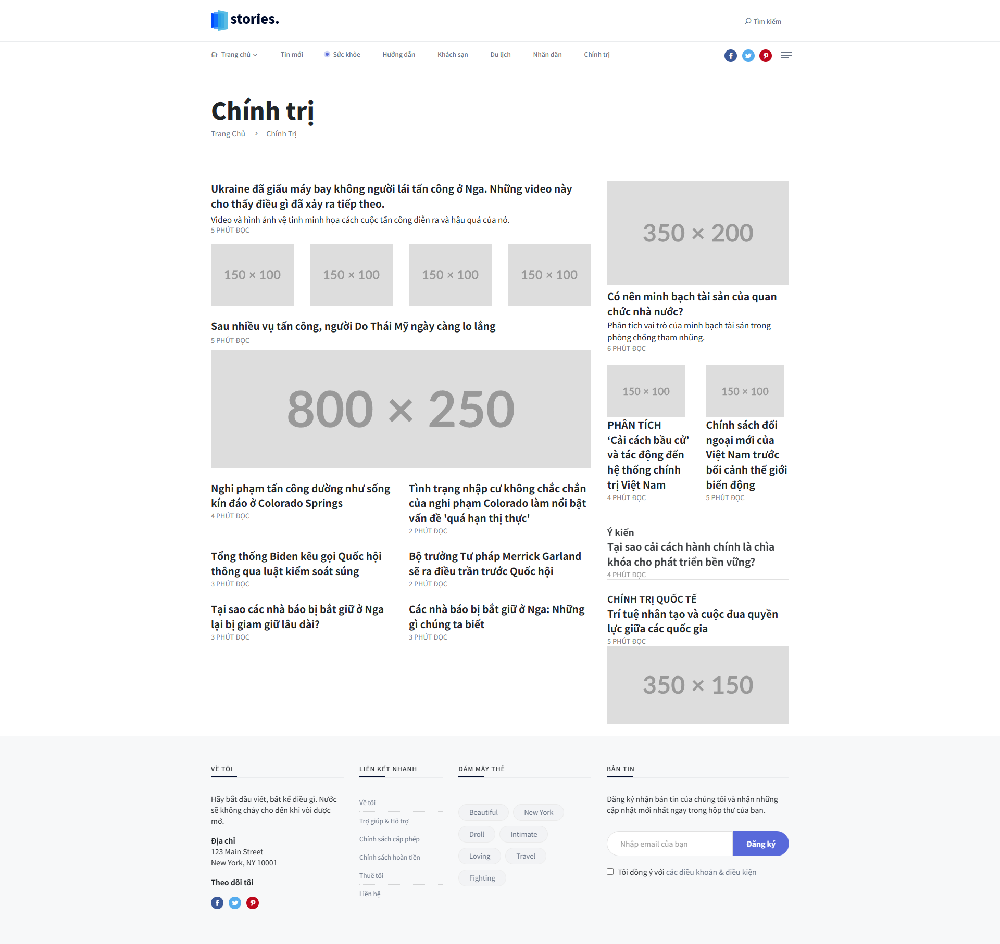 stories.
Tìm kiếm
Trang chủ
Tin mới
Sức khỏe
Hướng dẫn
Khách sạn
Du lịch
Nhân dân
Chính trị
Chính trị
Trang Chủ > Chính Trị
Ukraine đã giấu máy bay không người lái tấn công ở Nga. Những video này
cho thấy điều gì đã xảy ra tiếp theo.
Video và hình ảnh vệ tinh minh họa cách cuộc tấn công diễn ra và hậu quả của nó.
5 PHÚT ĐỌC
150 × 100
150 × 100
150 × 100
150 × 100
Sau nhiều vụ tấn công, người Do Thái Mỹ ngày càng lo lắng
5 PHÚT ĐỌC
800 × 250
Nghi phạm tấn công dường như sống
kín đáo ở Colorado Springs
4 PHÚT ĐỌC
Tình trạng nhập cư không chắc chắn
của nghi phạm Colorado làm nổi bật
vấn đề 'quá hạn thị thực'
2 PHÚT ĐỌC
Tổng thống Biden kêu gọi Quốc hội
thông qua luật kiểm soát súng
3 PHÚT ĐỌC
Bộ trưởng Tư pháp Merrick Garland
sẽ ra điều trần trước Quốc hội
2 PHÚT ĐỌC
Tại sao các nhà báo bị bắt giữ ở Nga
lại bị giam giữ lâu dài?
3 PHÚT ĐỌC
Các nhà báo bị bắt giữ ở Nga: Những
gì chúng ta biết
3 PHÚT ĐỌC
350 × 200
Có nên minh bạch tài sản của quan
chức nhà nước?
Phân tích vai trò của minh bạch tài sản trong
phòng chống tham nhũng.
6 PHÚT ĐỌC
150 × 100
PHÂN TÍCH
‘Cải cách bầu cử’
và tác động đến
hệ thống chính
trị Việt Nam
4 PHÚT ĐỌC
150 × 100
Chính sách đối
ngoại mới của
Việt Nam trước
bối cảnh thế giới
biến động
5 PHÚT ĐỌC
Ý kiến
Tại sao cải cách hành chính là chìa
khóa cho phát triển bền vững?
4 PHÚT ĐỌC
CHÍNH TRỊ QUỐC TẾ
Trí tuệ nhân tạo và cuộc đua quyền
lực giữa các quốc gia
5 PHÚT ĐỌC
350 × 150
VỀ TÔI
Hãy bắt đầu viết, bất kể điều gì. Nước
sẽ không chảy cho đến khi vòi được
mở.
Địa chỉ
123 Main Street
New York, NY 10001
Theo dõi tôi
LIÊN KẾT NHANH
Về tôi
Trợ giúp & Hỗ trợ
Chính sách cấp phép
Chính sách hoàn tiền
Thuê tôi
Liên hệ
ĐÁM MÂY THẺ
Beautiful
New York
Droll
Intimate
Loving
Travel
Fighting
BẢN TIN
Đăng ký nhận bản tin của chúng tôi và nhận những
cập nhật mới nhất ngay trong hộp thư của bạn.
Nhập email của bạn
Đăng ký
Tôi đồng ý với các điều khoản & điều kiện